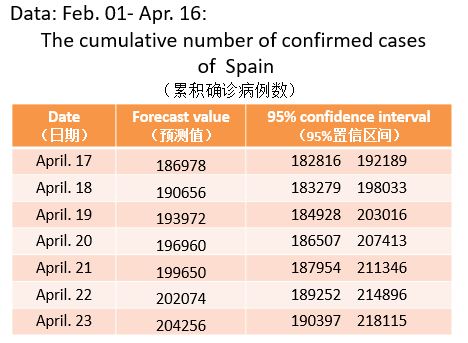 Data: Feb. 01- Apr. 16:
The cumulative number of confirmed cases
of Spain
（累积确诊病例数）
Date Forecast value 95% confidence interval
（日期） （预测值） （95%置信区间）
April. 17 186978 182816 192189
April. 18 190656 183279 198033
April. 19 193972 184928 203016
April. 20 196960 186507 207413
April. 21 199650 187954 211346
April. 22 202074 189252 214896
April. 23 204256 190397 218115